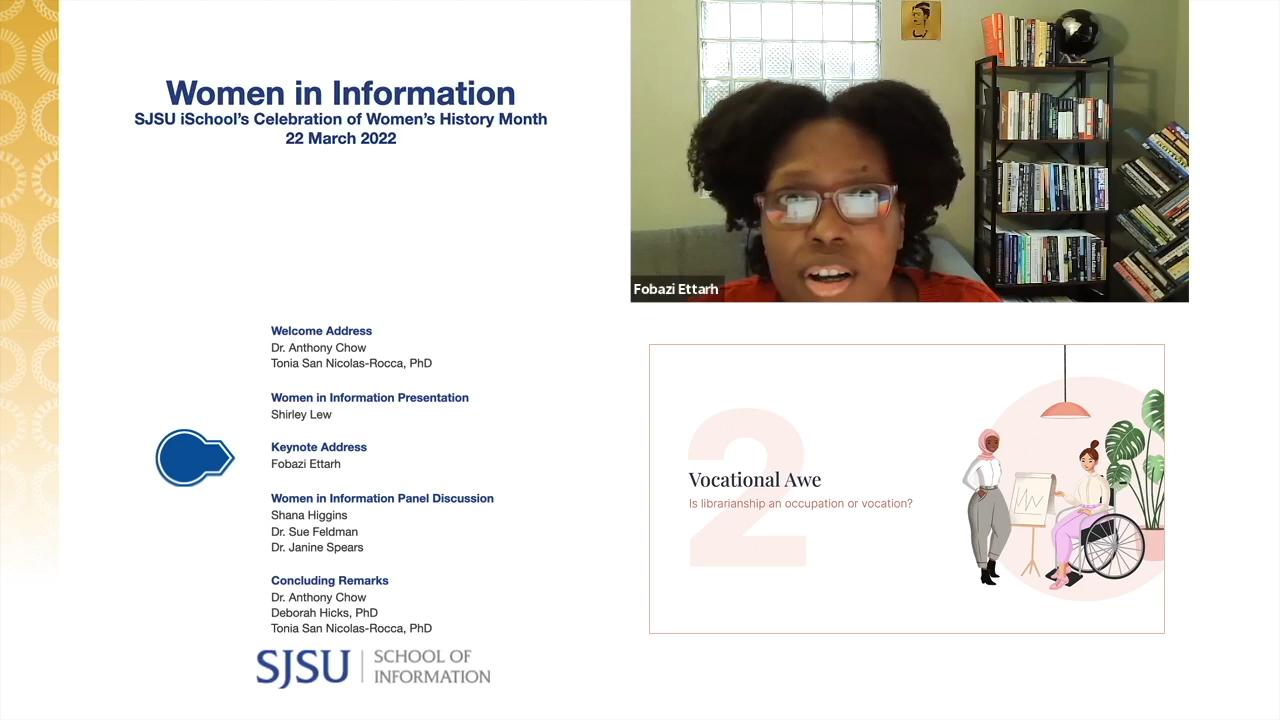 Women in Information
SJSU iSchool's Celebration of Women's History Month
22 March 2022
Fobazi Ettarh
Welcome Address
Dr. Anthony Chow
Tonia San Nicolas-Rocca, PhD
Women in Information Presentation
Shirley Lew
Keynote Address
Fobazi Ettarh
Women in Information Panel Discussion
Shana Higgins
Dr. Sue Feldman
Dr. Janine Spears
Concluding Remarks
Dr. Anthony Chow
Deborah Hicks, PhD
Tonia San Nicolas-Rocca, PhD
SJSU | SCHOOL OF
INFORMATION
2
Vocational Awe
Is librarianship an occupation or vocation?